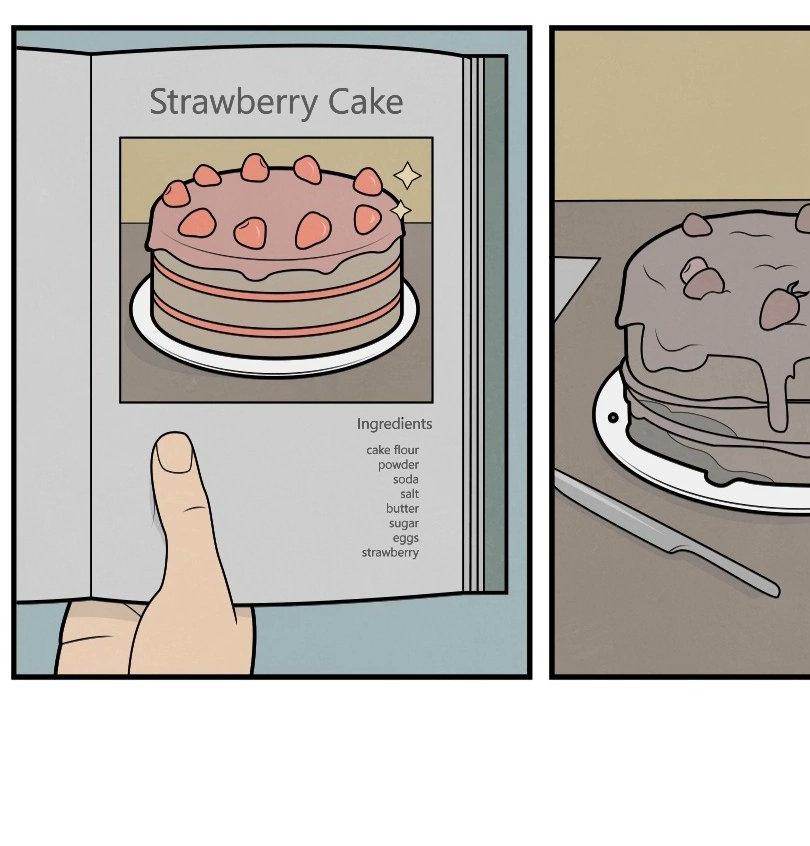 Strawberry Cake
Ingredients
cake flour
powder
soda
salt
butter
sugar
eggs
strawberry